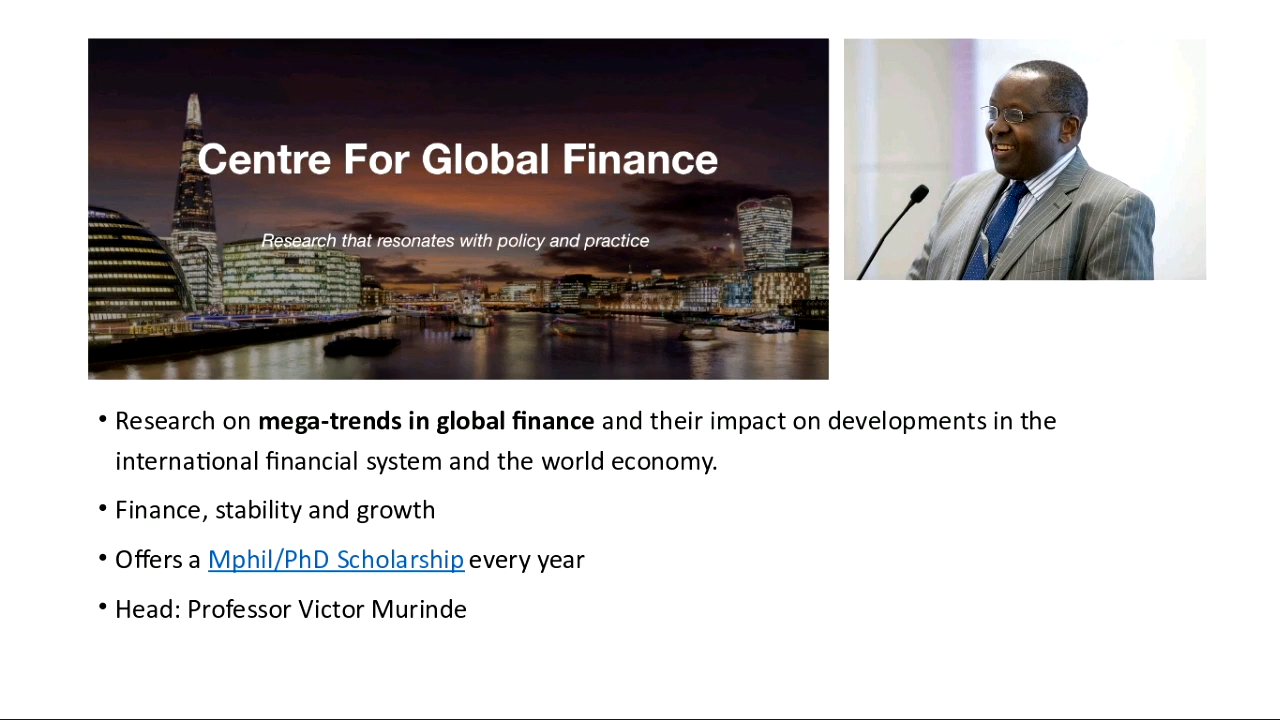 Centre For Global Finance
Research that resonates with policy and practice
• Research on mega-trends in global finance and their impact on developments in the
international financial system and the world economy.
• Finance, stability and growth
• Offers a Mphil/PhD Scholarship every year
• Head: Professor Victor Murinde